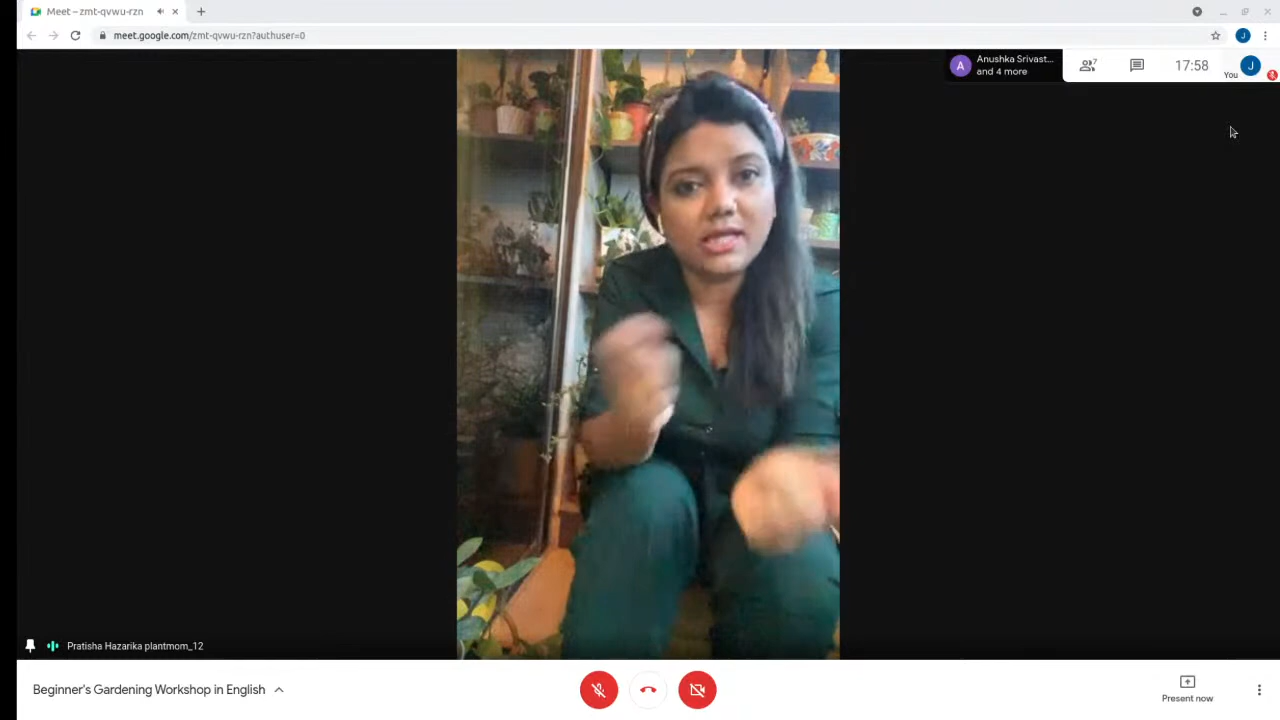 Meet – zmt-qvwu-rzn
meet.google.com/zmt-qvwu-rzn?authuser=0
A
Anushka Srivast...
and 4 more
7
17:58
You
J
J
Pratisha Hazarika plantmom_12
Beginner's Gardening Workshop in English
Present now